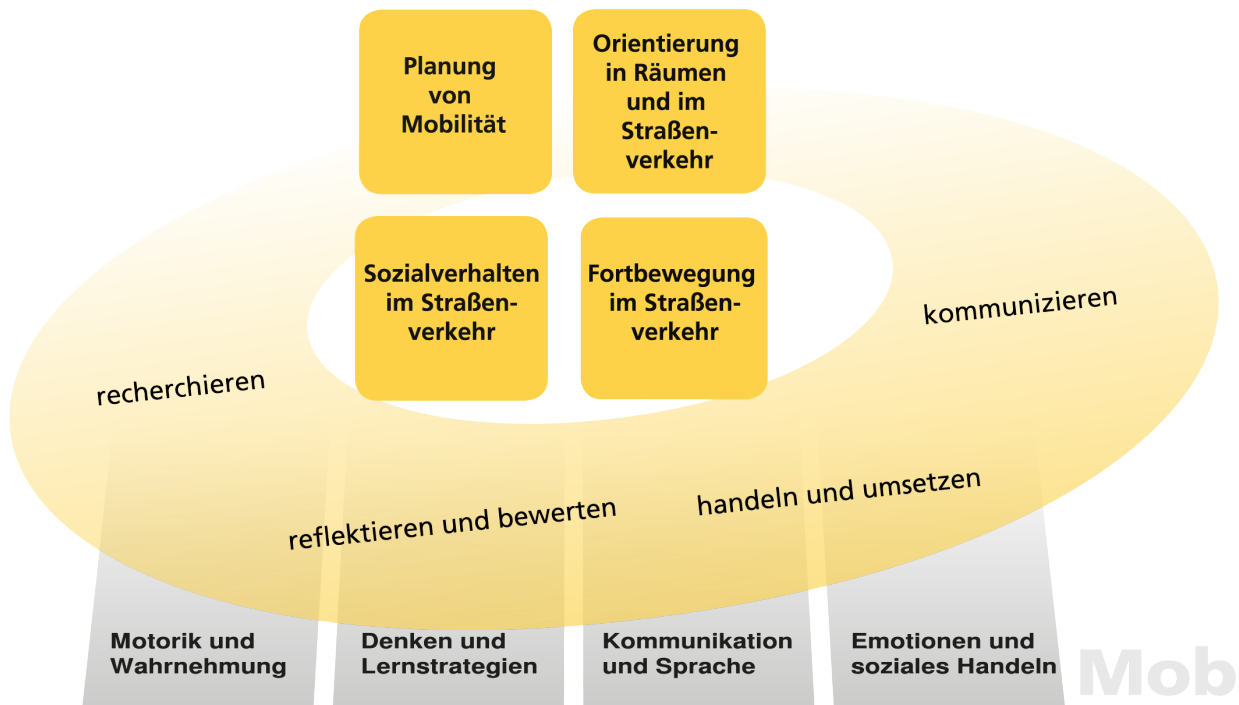 Planung
von
Mobilität
Orientierung
in Räumen
und im
Straßen-
verkehr
Sozialverhalten
im Straßen-
verkehr
Fortbewegung
im Straßen-
verkehr
kommunizieren
recherchieren
handeln und umsetzen
reflektieren und bewerten
Motorik und
Wahrnehmung
Denken und
Lernstrategien
Kommunikation
und Sprache
Emotionen und
soziales Handeln
Mob